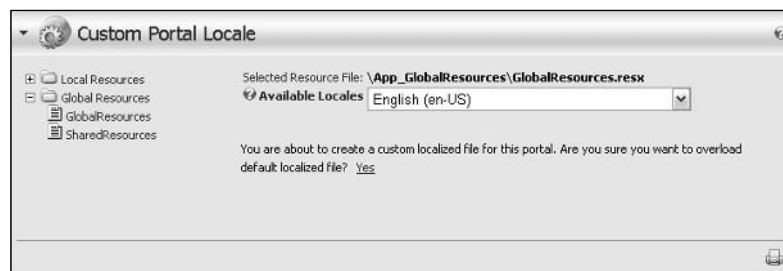 Custom Portal Locale
Local Resources
Global Resources
GlobalResources
SharedResources
Selected Resource File: \App_GlobalResources\GlobalResources.resx
Available Locales English (en-US)
You are about to create a custom localized file for this portal. Are you sure you want to overload
default localized file? Yes